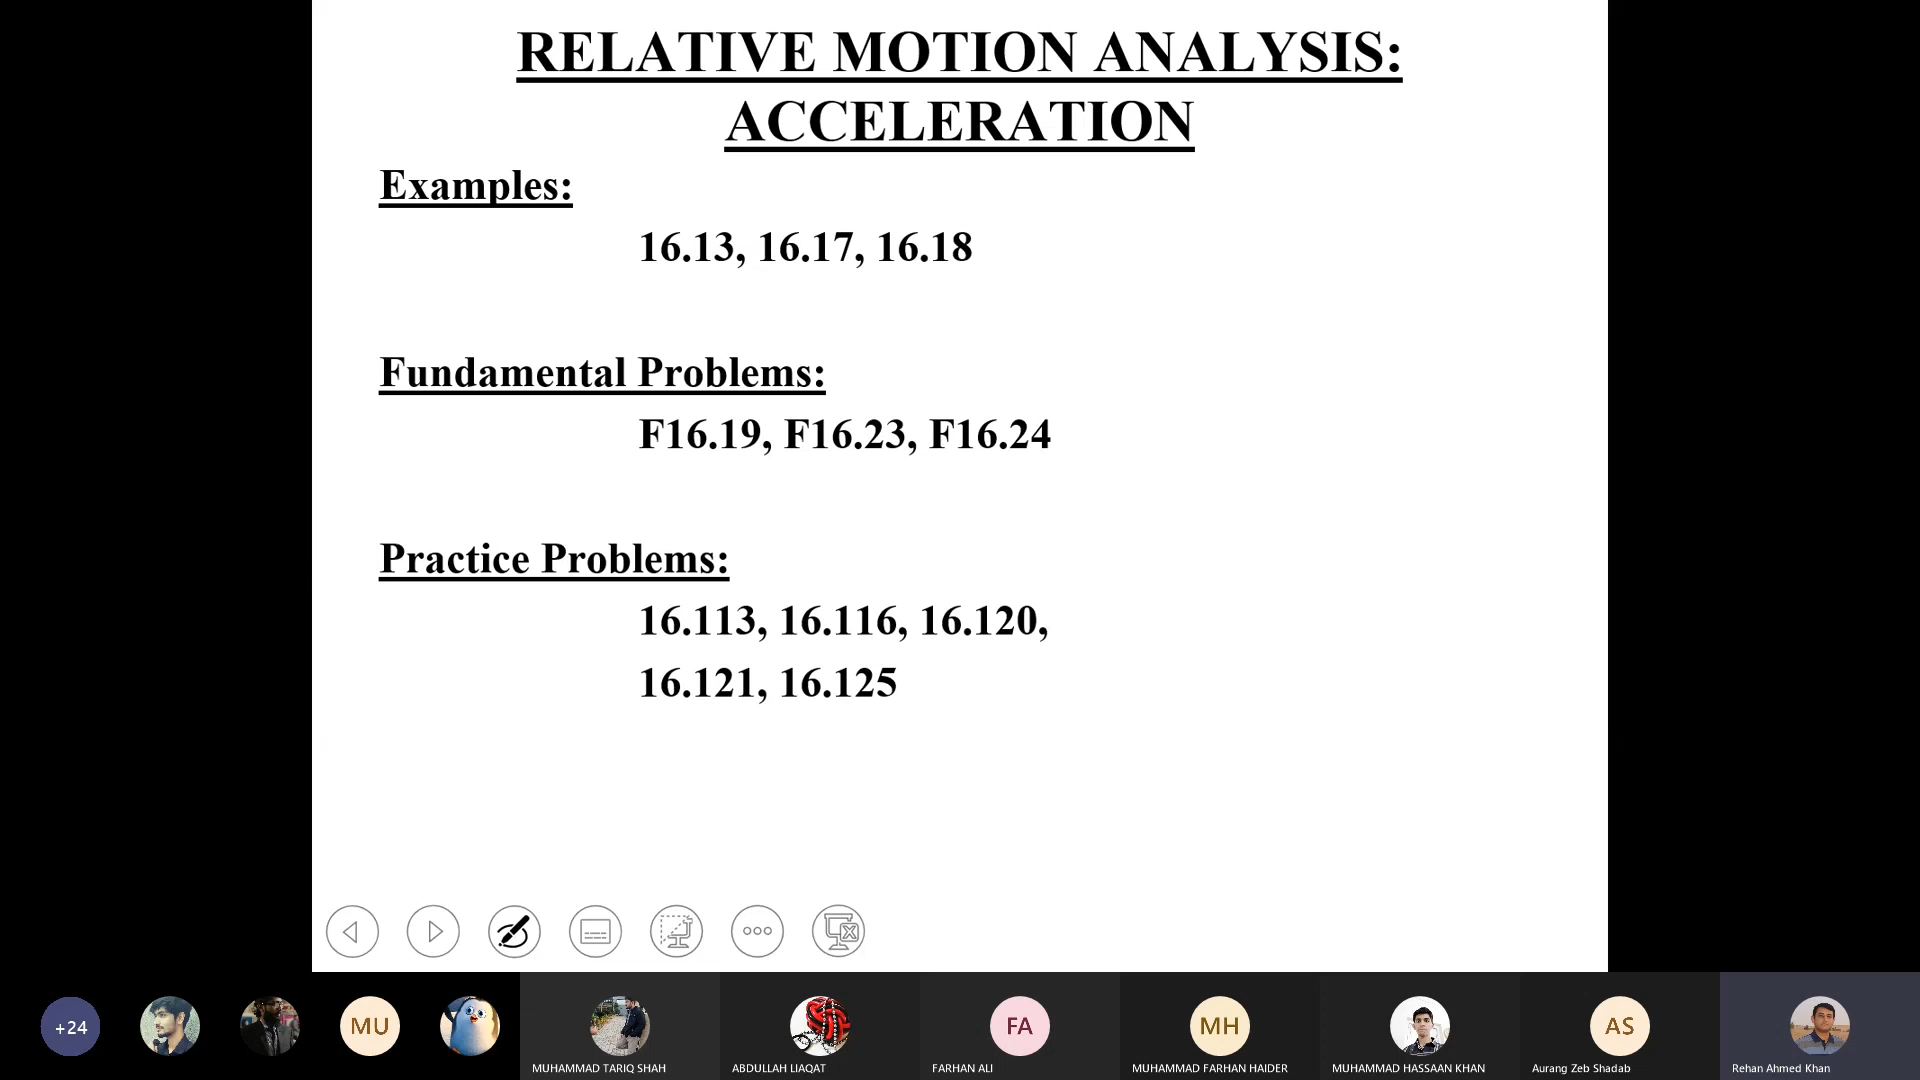 RELATIVE MOTION ANALYSIS:
ACCELERATION
Examples:
16.13, 16.17, 16.18
Fundamental Problems:
F16.19, F16.23, F16.24
Practice Problems:
16.113, 16.116, 16.120,
16.121, 16.125
+24
MU
FA
MH
AS
MUHAMMAD TARIQ SHAH
ABDULLAH LIAQAT
FARHAN ALI
MUHAMMAD FARHAN HAIDER
MUHAMMAD HASSAAN KHAN
Aurang Zeb Shadab
Rehan Ahmed Khan